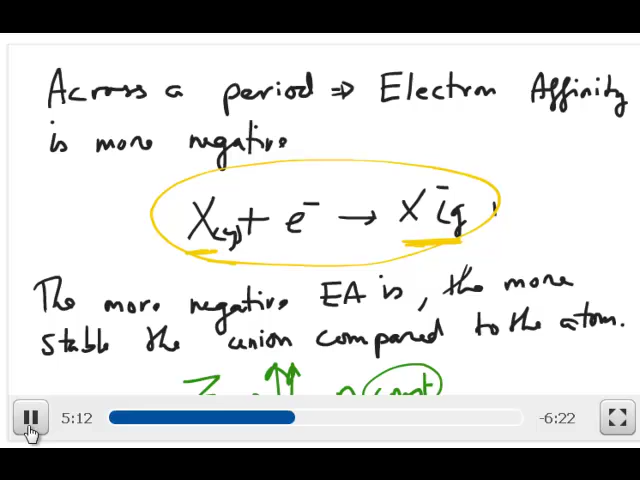 Across a period ⇒ Electron Affinity
is more negative
X(g) + e⁻ → X⁻(g)
The more negative EA is, the more
stable the anion compared to the atom.
Z ↑↑ n const
5:12 -6:22